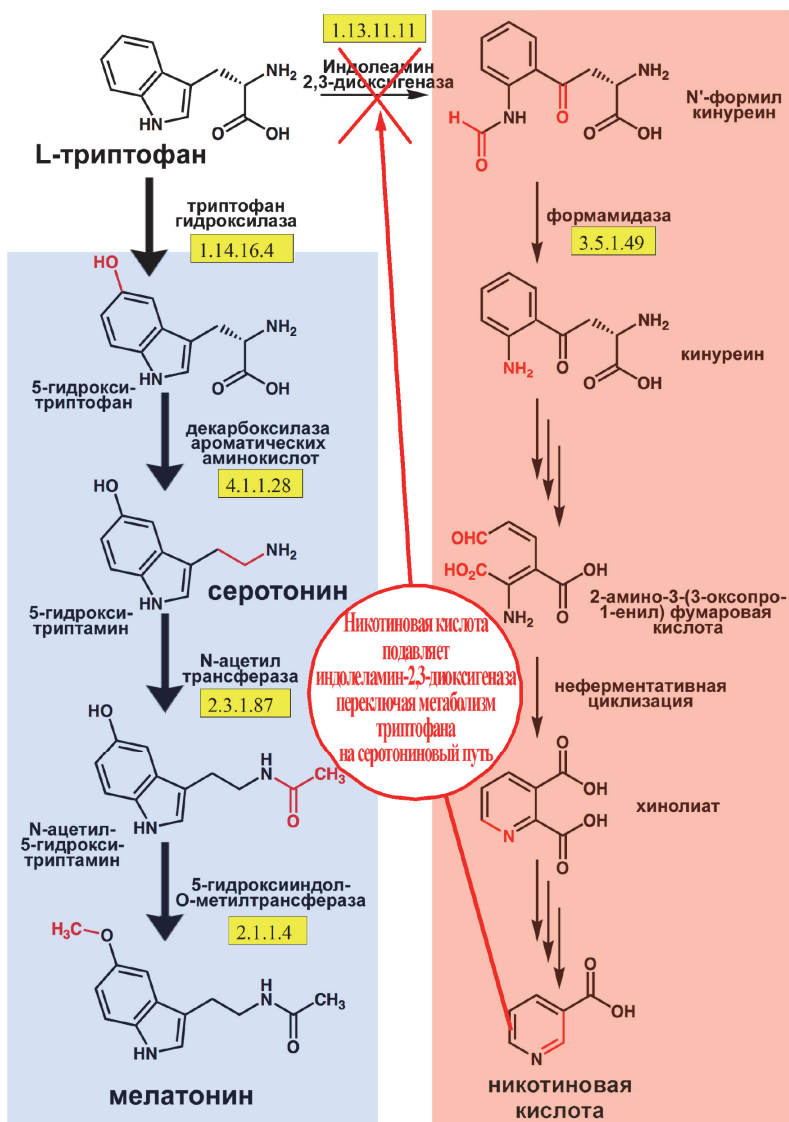 1.13.11.11
Индолеамин
2,3-диоксигеназа
NH₂
HN
O
OH
L-триптофан
NH₂
H
NH
O
O
O
OH
N'-формил
кинуреин
триптофан
гидроксилаза
1.14.16.4
формамидаза
3.5.1.49
HO
NH₂
HN
O
OH
5-гидрокси-
триптофан
NH₂
NH₂
O
O
OH
кинуреин
декарбоксилаза
ароматических
аминокислот
4.1.1.28
HO
NH₂
HN
серотонин
5-гидрокси-
триптамин
OHC
HO₂C
OH
NH₂
O
2-амино-3-(3-оксопро-
1-енил) фумаровая
кислота
Никотиновая кислота
подавляет
индолеламин-2,3-диоксигеназа
переключая метаболизм
триптофана
на серотониновый путь
N-ацетил
трансфераза
2.3.1.87
неферментативная
циклизация
HO
H
N
CH₃
O
HN
N-ацетил-
5-гидрокси-
триптамин
O
OH
OH
N
O
хинолиат
5-гидроксииндол-
О-метилтрансфераза
2.1.1.4
H₃C
O
H
N
CH₃
O
HN
мелатонин
O
OH
N
никотиновая
кислота